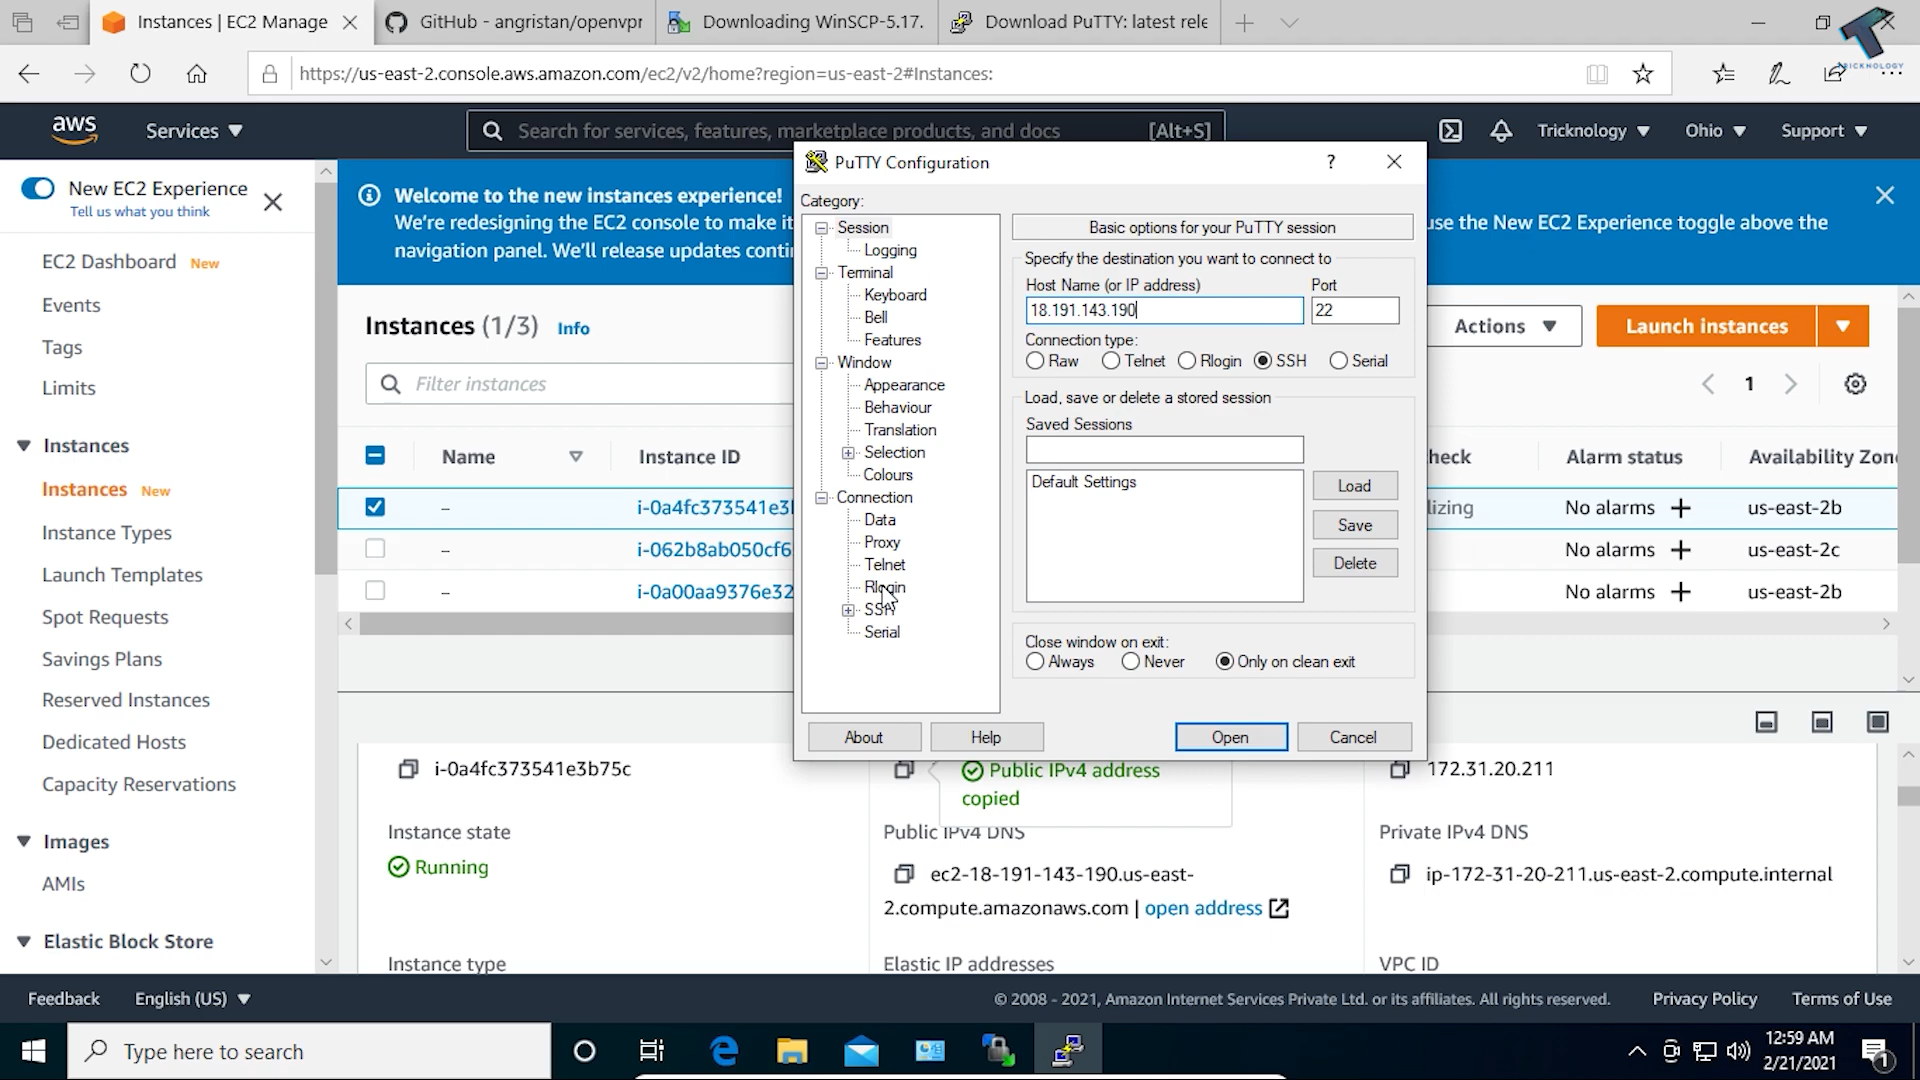 Instances | EC2 Manage
GitHub - angristan/openvpn
Downloading WinSCP-5.17.
Download PuTTY: latest rele
https://us-east-2.console.aws.amazon.com/ec2/v2/home?region=us-east-2#Instances:
TRICKNOLOGY
aws
Services
Search for services, features, marketplace products, and docs
[Alt+S]
Tricknology
Ohio
Support
New EC2 Experience
Tell us what you think
EC2 Dashboard New
Events
Tags
Limits
Instances
Instances New
Instance Types
Launch Templates
Spot Requests
Savings Plans
Reserved Instances
Dedicated Hosts
Capacity Reservations
Images
AMIs
Elastic Block Store
Welcome to the new instances experience!
We're redesigning the EC2 console to make it
use the New EC2 Experience toggle above the
navigation panel. We'll release updates conti
Instances (1/3) Info
Actions
Launch instances
Filter instances
1
Name
Instance ID
heck
Alarm status
Availability Zon
– i-0a4fc373541e3 lizing No alarms + us-east-2b
– i-062b8ab050cf6 No alarms + us-east-2c
– i-0a00aa9376e32 No alarms + us-east-2b
PuTTY Configuration
?
Category:
Session
Logging
Terminal
Keyboard
Bell
Features
Window
Appearance
Behaviour
Translation
Selection
Colours
Connection
Data
Proxy
Telnet
Rlogin
SSH
Serial
Basic options for your PuTTY session
Specify the destination you want to connect to
Host Name (or IP address) Port
18.191.143.190 22
Connection type:
Raw Telnet Rlogin SSH Serial
Load, save or delete a stored session
Saved Sessions
Default Settings
Load
Save
Delete
Close window on exit:
Always Never Only on clean exit
About Help Open Cancel
i-0a4fc373541e3b75c
Public IPv4 address
copied
172.31.20.211
Instance state
Running
Public IPv4 DNS
ec2-18-191-143-190.us-east-
2.compute.amazonaws.com | open address
Private IPv4 DNS
ip-172-31-20-211.us-east-2.compute.internal
Instance type
Elastic IP addresses
VPC ID
Feedback
English (US)
© 2008 - 2021, Amazon Internet Services Private Ltd. or its affiliates. All rights reserved.
Privacy Policy
Terms of Use
Type here to search
12:59 AM
2/21/2021
1